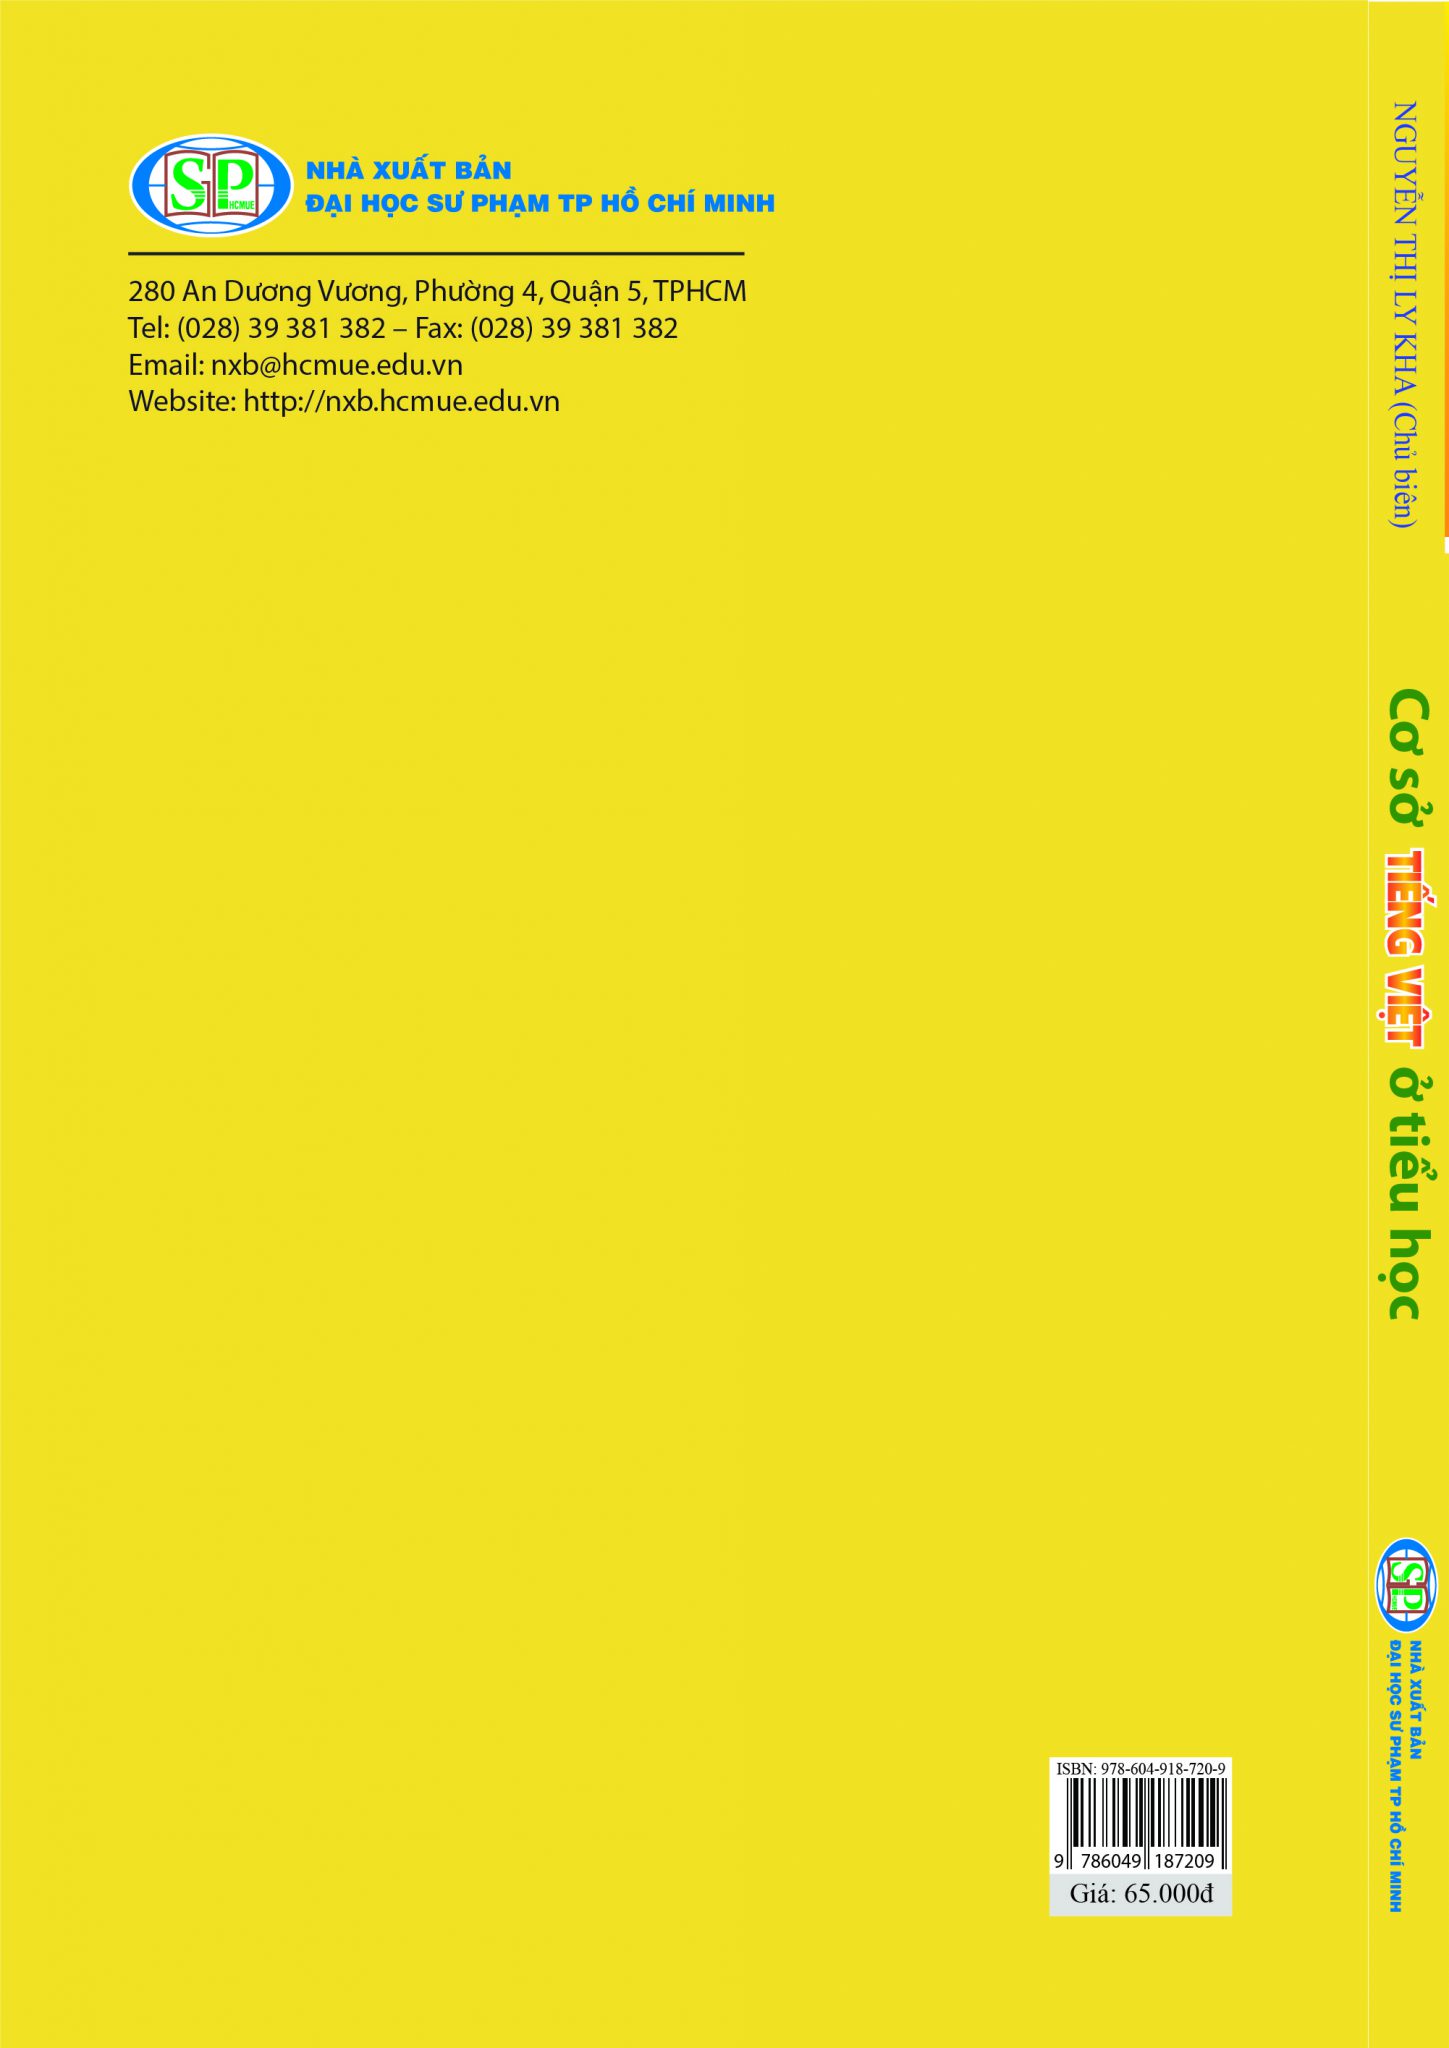 SP
HCMUE
NHÀ XUẤT BẢN
ĐẠI HỌC SƯ PHẠM TP HỒ CHÍ MINH
280 An Dương Vương, Phường 4, Quận 5, TPHCM
Tel: (028) 39 381 382 – Fax: (028) 39 381 382
Email: nxb@hcmue.edu.vn
Website: http://nxb.hcmue.edu.vn
ISBN: 978-604-918-720-9
9 786049 187209
Giá: 65.000đ
NGUYỄN THỊ LY KHA (Chủ biên)
Cơ sở TIẾNG VIỆT ở tiểu học
SP
HCMUE
NHÀ XUẤT BẢN
ĐẠI HỌC SƯ PHẠM TP HỒ CHÍ MINH